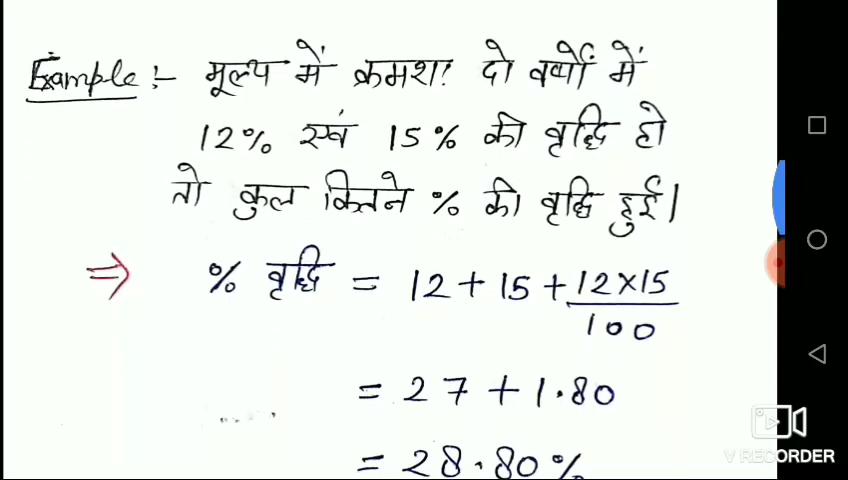 Example :- मूल्य में क्रमशः दो वर्षों में
12% एवं 15% की वृद्धि हो
तो कुल कितने % की वृद्धि हुई।
⇒ % वृद्धि = 12 + 15 + 12×15/100
= 27 + 1.80
= 28.80%
V RECORDER